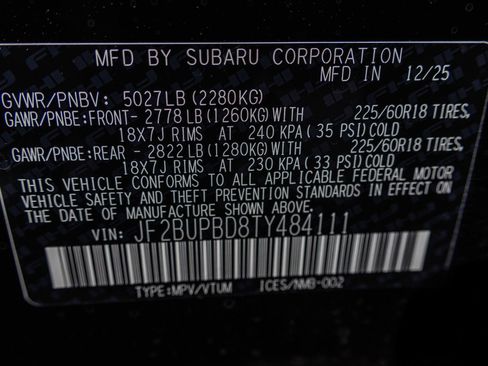 MFD BY SUBARU CORPORATION
MFD IN 12/25
GVWR/PNBV: 5027LB (2280KG)
GAWR/PNBE:FRONT- 2778 LB (1260KG)WITH 225/60R18 TIRES,
18X7J RIMS AT 240 KPA (35 PSI)COLD
GAWR/PNBE:REAR - 2822 LB (1280KG)WITH 225/60R18 TIRES,
18X7J RIMS AT 230 KPA (33 PSI)COLD
THIS VEHICLE CONFORMS TO ALL APPLICABLE FEDERAL MOTOR
VEHICLE SAFETY AND THEFT PREVENTION STANDARDS IN EFFECT
ON THE DATE OF MANUFACTURE SHOWN ABOVE.
VIN: JF2BUPBD8TY484111
TYPE:MPV/VTUM ICES/NMB-002